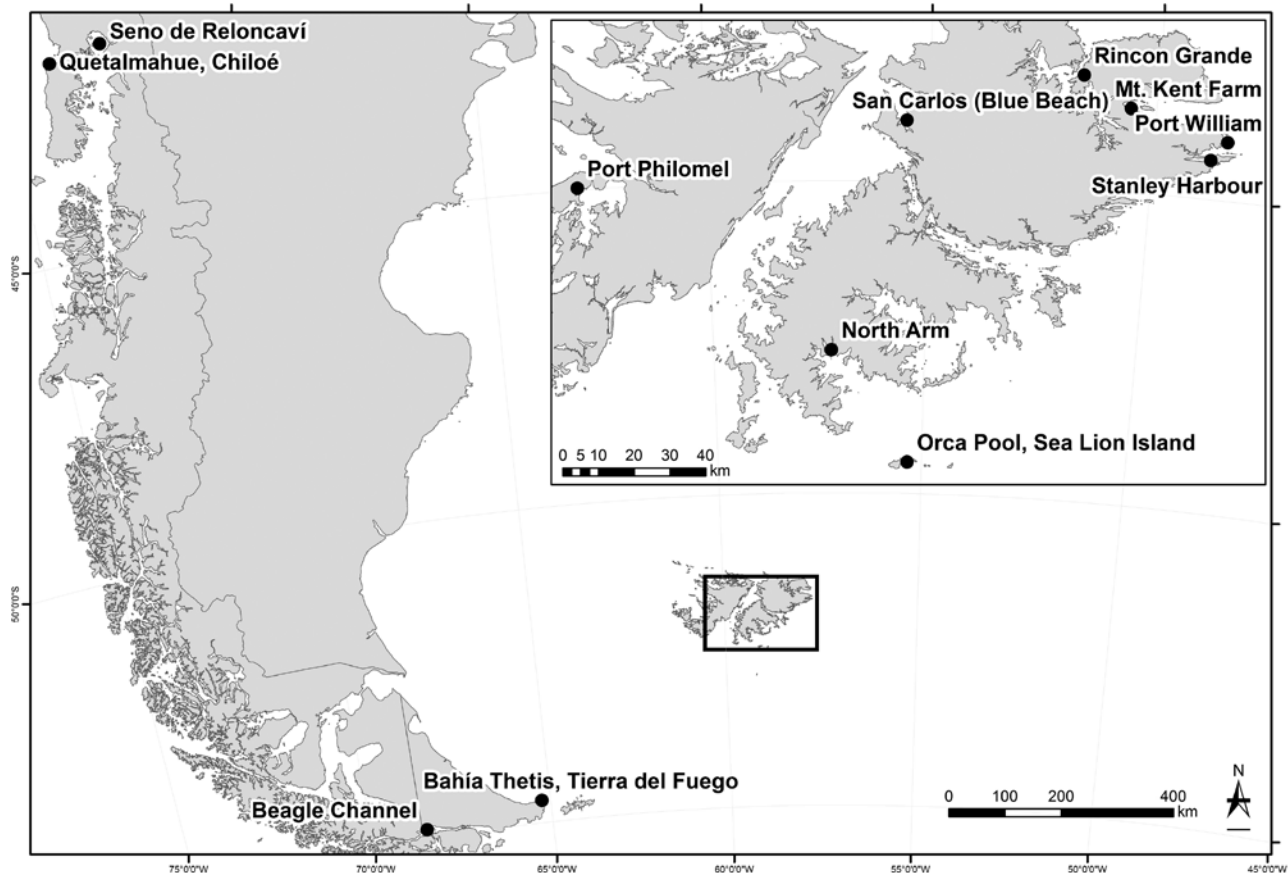 Seno de Reloncaví
Quetalmahue, Chiloé
Rincon Grande
San Carlos (Blue Beach)
Mt. Kent Farm
Port William
Port Philomel
Stanley Harbour
North Arm
Orca Pool, Sea Lion Island
0 5 10 20 30 40
km
45°0'0"S
50°0'0"S
Bahía Thetis, Tierra del Fuego
Beagle Channel
N
0 100 200 400
km
75°0'0"W 70°0'0"W 65°0'0"W 60°0'0"W 55°0'0"W 50°0'0"W 45°0'0"W